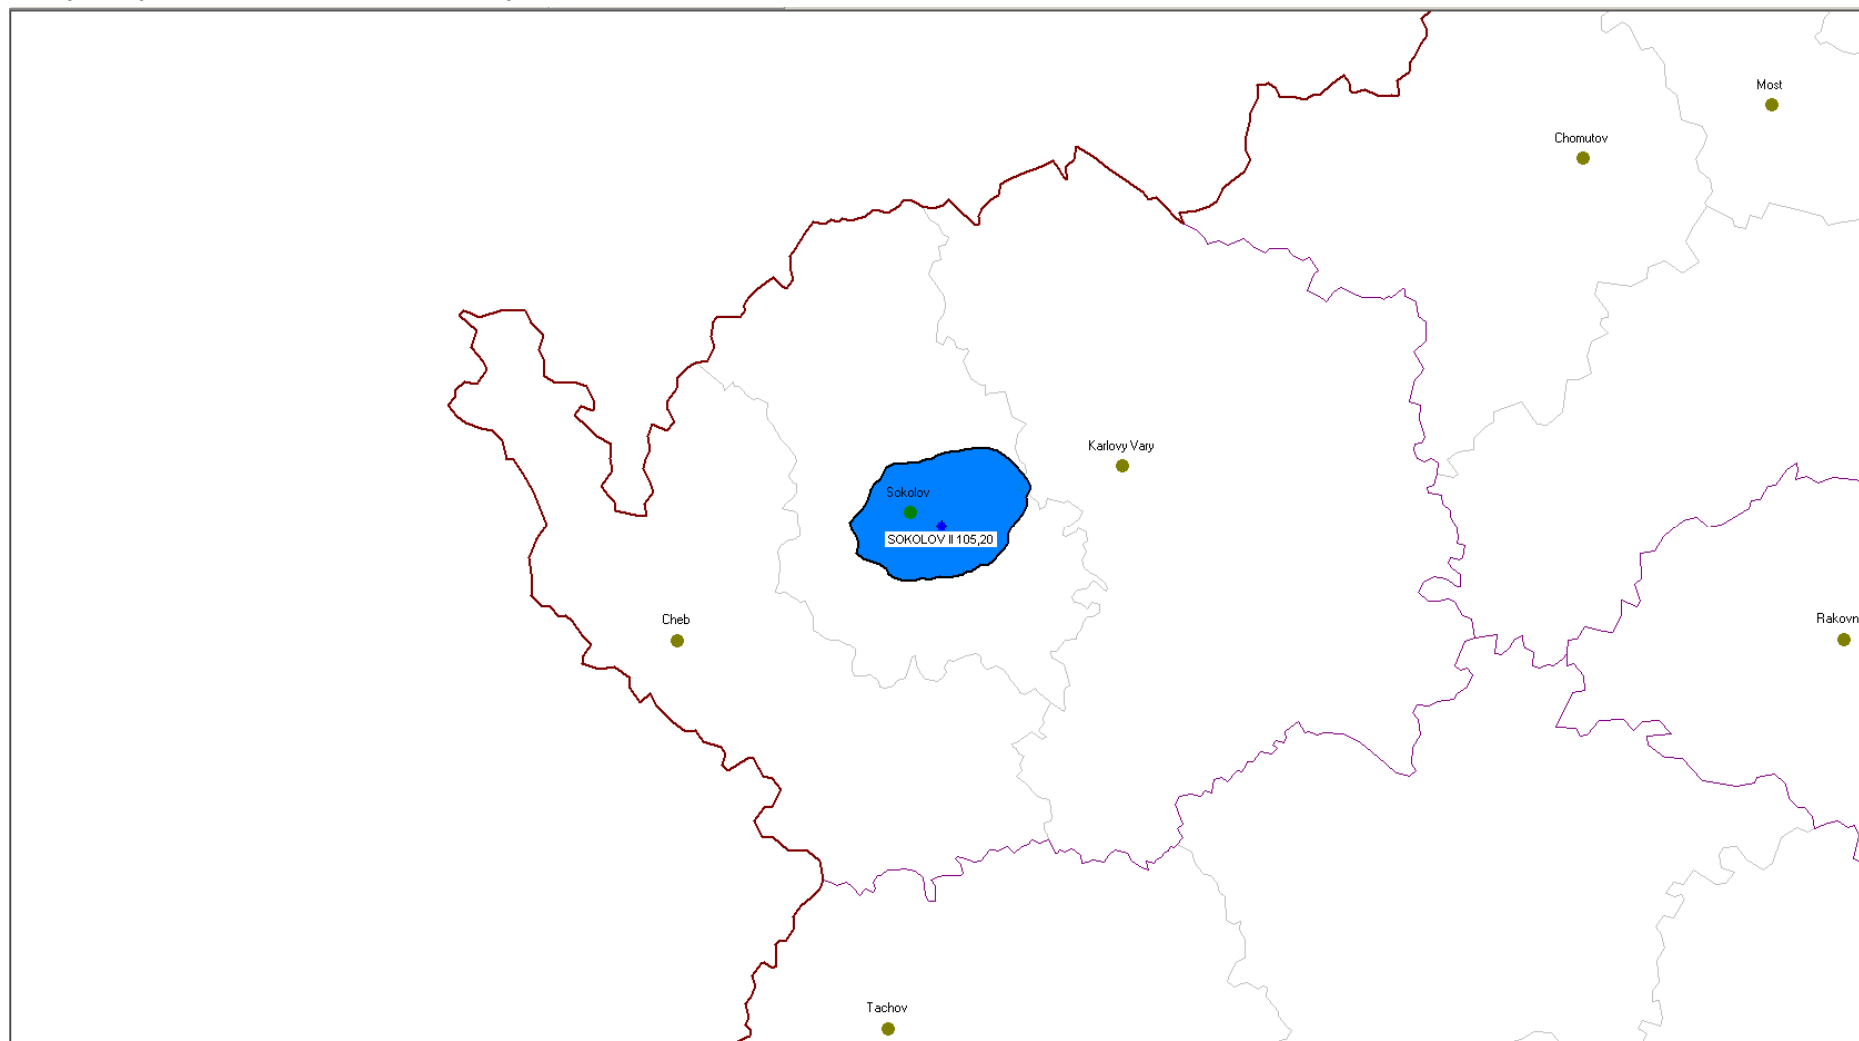 Most
Chomutov
Karlovy Vary
Sokolov
SOKOLOV II 105,20
Cheb
Rakovn
Tachov